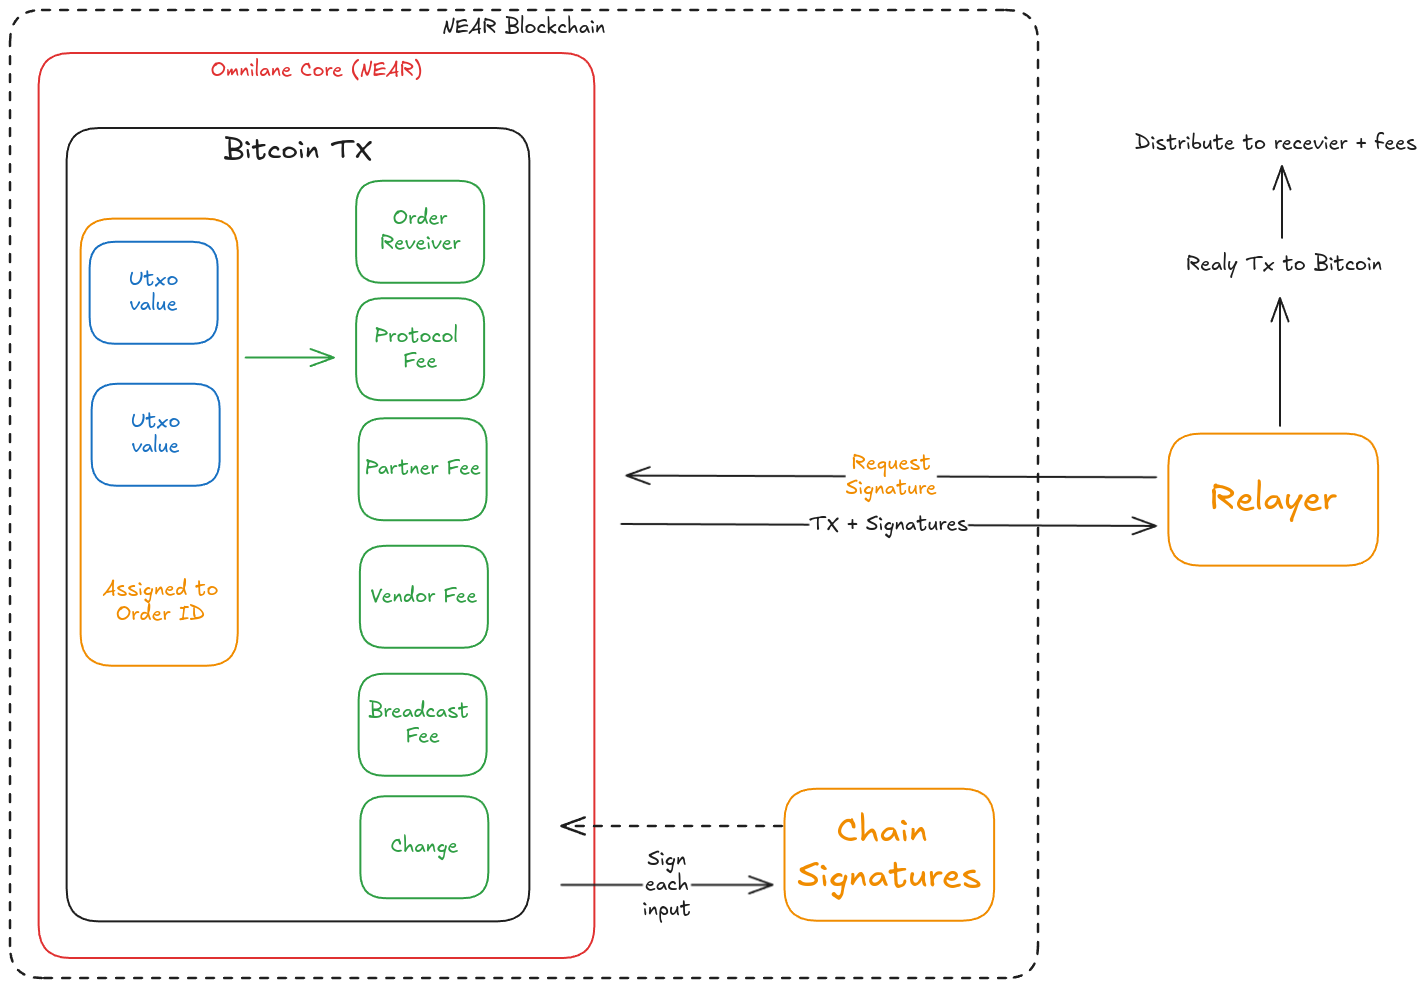 NEAR Blockchain
Omnilane Core (NEAR)
Bitcoin TX
Utxo
value
Utxo
value
Assigned to
Order ID
Order
Reveiver
Protocol
Fee
Partner Fee
Vendor Fee
Breadcast
Fee
Change
Request
Signature
TX + Signatures
Sign
each
input
Chain
Signatures
Distribute to recevier + fees
Realy Tx to Bitcoin
Relayer